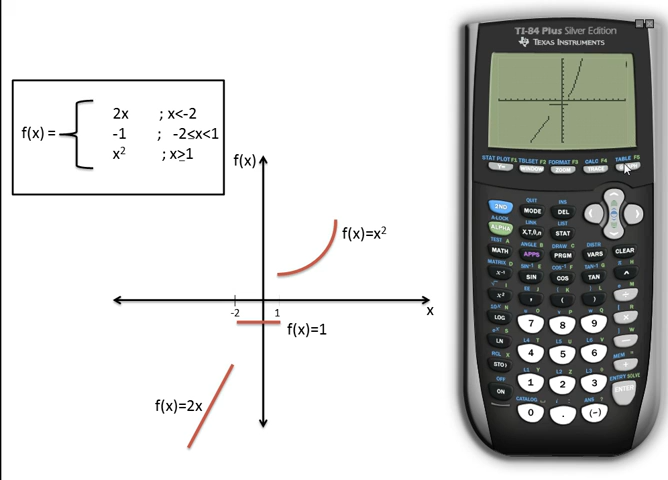 f(x) =
2x ; x<-2
-1 ; -2≤x<1
x² ; x≥1
f(x)
f(x)=x²
-2
1
x
f(x)=1
f(x)=2x
TI-84 Plus Silver Edition
TEXAS INSTRUMENTS
STAT PLOT F1 TBLSET F2 FORMAT F3 CALC F4 TABLE F5
Y= WINDOW ZOOM TRACE
QUIT INS
2ND MODE DEL
A-LOCK LINK LIST
ALPHA X,T,θ,n STAT
TEST A ANGLE B DRAW C DISTR
MATH APPS PRGM VARS CLEAR
MATRIX D SIN⁻¹ E COS⁻¹ F TAN⁻¹ G H
x⁻¹ SIN COS TAN ^
x² , ( ) ÷
LOG 7 8 9 ×
LN 4 5 6 −
RCL X L1 L2 L3 MEM
STO 1 2 3 +
OFF CATALOG ANS ENTRY SOLVE
ON 0 . (−) ENTER